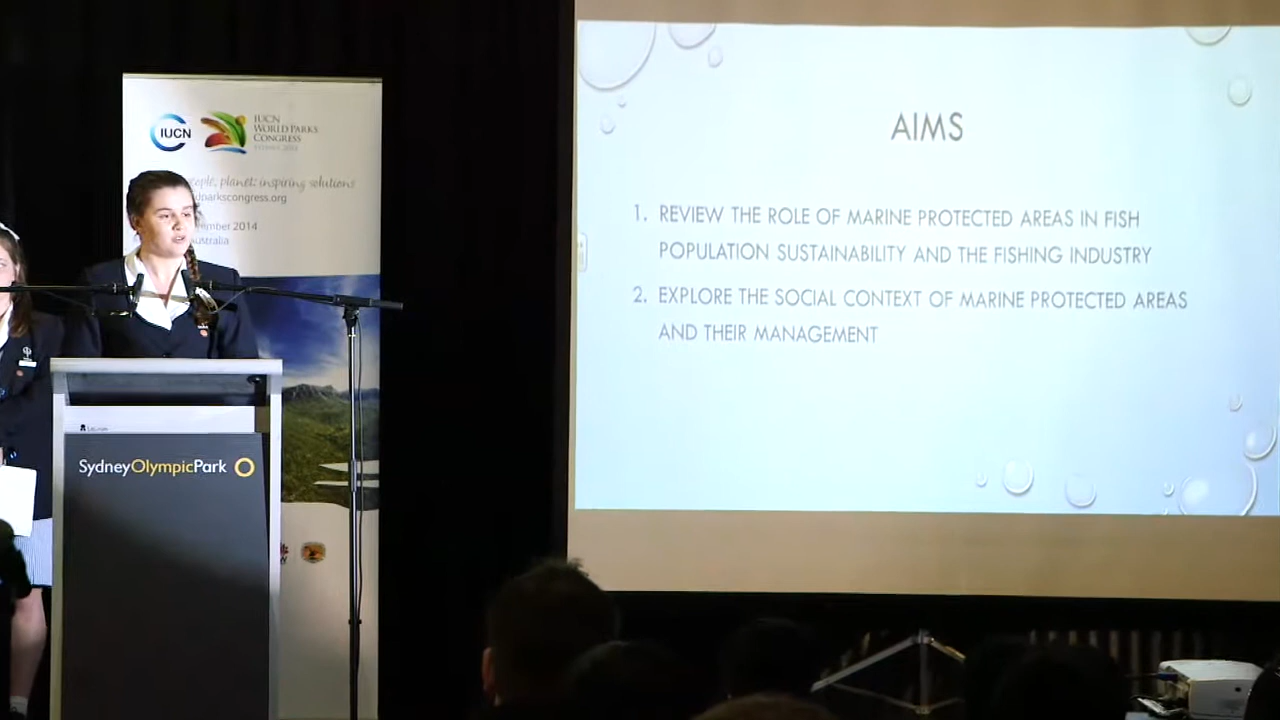 IUCN
IUCN
WORLD PARKS
CONGRESS
people, planet: inspiring solutions
parkscongress.org
2014
Australia
SydneyOlympicPark
AIMS
1. REVIEW THE ROLE OF MARINE PROTECTED AREAS IN FISH
POPULATION SUSTAINABILITY AND THE FISHING INDUSTRY
2. EXPLORE THE SOCIAL CONTEXT OF MARINE PROTECTED AREAS
AND THEIR MANAGEMENT